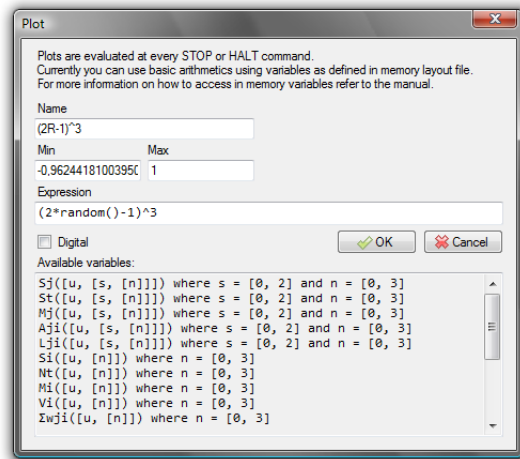 Plot
Plots are evaluated at every STOP or HALT command.
Currently you can use basic arithmetics using variables as defined in memory layout file.
For more information on how to access in memory variables refer to the manual.
Name
(2R-1)^3
Min Max
-0,9624418100395( 1
Expression
(2*random()-1)^3
Digital OK Cancel
Available variables:
Sj([u, [s, [n]]]) where s = [0, 2] and n = [0, 3]
St([u, [s, [n]]]) where s = [0, 2] and n = [0, 3]
Mj([u, [s, [n]]]) where s = [0, 2] and n = [0, 3]
Aji([u, [s, [n]]]) where s = [0, 2] and n = [0, 3]
Lji([u, [s, [n]]]) where s = [0, 2] and n = [0, 3]
Si([u, [n]]) where n = [0, 3]
Nt([u, [n]]) where n = [0, 3]
Mi([u, [n]]) where n = [0, 3]
Vi([u, [n]]) where n = [0, 3]
Σwji([u, [n]]) where n = [0, 3]